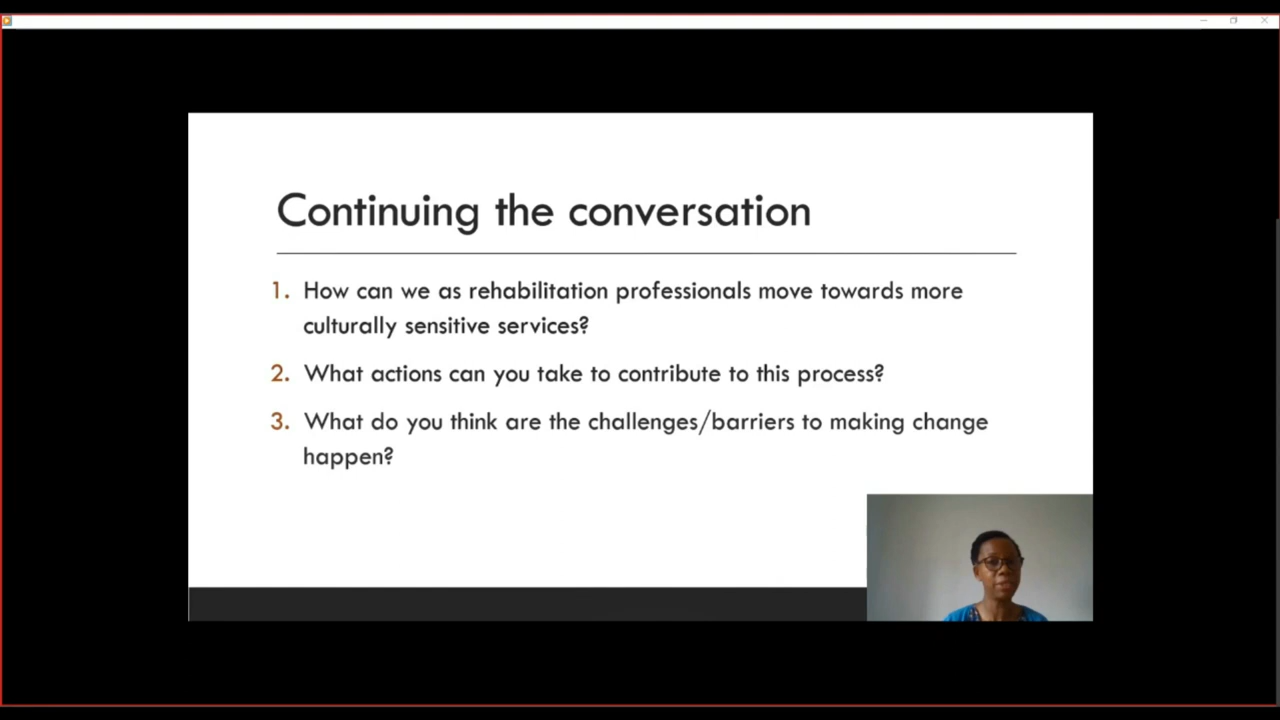 Continuing the conversation
1. How can we as rehabilitation professionals move towards more
culturally sensitive services?
2. What actions can you take to contribute to this process?
3. What do you think are the challenges/barriers to making change
happen?